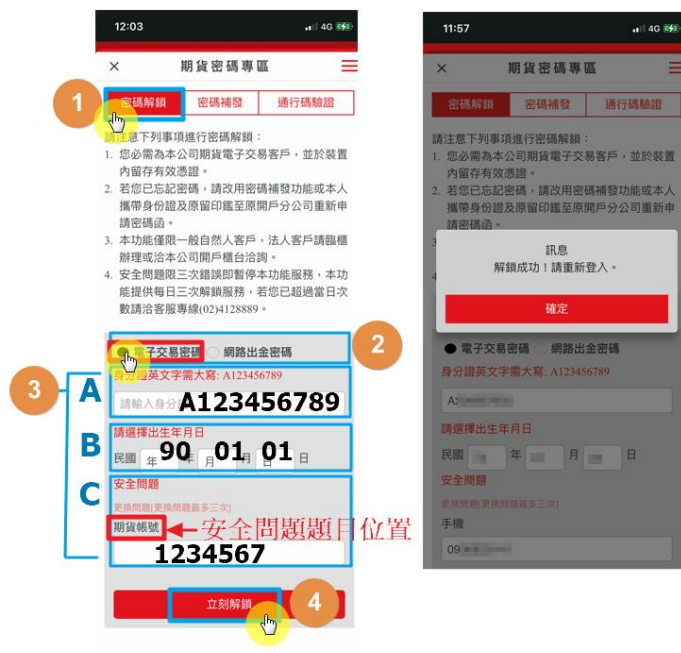 12:03
4G
期貨密碼專區
1
密碼解鎖
密碼補發
通行碼驗證
請注意下列事項進行密碼解鎖：
1. 您必需為本公司期貨電子交易客戶，並於裝置
內留存有效憑證。
2. 若您已忘記密碼，請改用密碼補發功能或本人
攜帶身份證及原留印鑑至原開戶分公司重新申
請密碼函。
3. 本功能僅限一般自然人客戶，法人客戶請臨櫃
辦理或洽本公司開戶櫃台洽詢。
4. 安全問題限三次錯誤即暫停本功能服務，本功
能提供每日三次解鎖服務，若您已超過當日次
數請洽客服專線(02)4128889。
電子交易密碼
網路出金密碼
2
3
A
身分證英文字需大寫: A123456789
請輸入身分
A123456789
B
請選擇出生年月日
民國 年 90 年 月 01 月 日 01 日
C
安全問題
更換問題[更換問題最多三次]
期貨帳號
安全問題題目位置
1234567
立刻解鎖
4
11:57
4G
期貨密碼專區
密碼解鎖
密碼補發
通行碼驗證
請注意下列事項進行密碼解鎖：
1. 您必需為本公司期貨電子交易客戶，並於裝置
內留存有效憑證。
2. 若您已忘記密碼，請改用密碼補發功能或本人
攜帶身份證及原留印鑑至原開戶分公司重新申
請密碼函。
訊息
解鎖成功！請重新登入。
確定
電子交易密碼
網路出金密碼
身分證英文字需大寫: A123456789
請選擇出生年月日
民國 年 月 日
安全問題
更換問題[更換問題最多三次]
手機
09